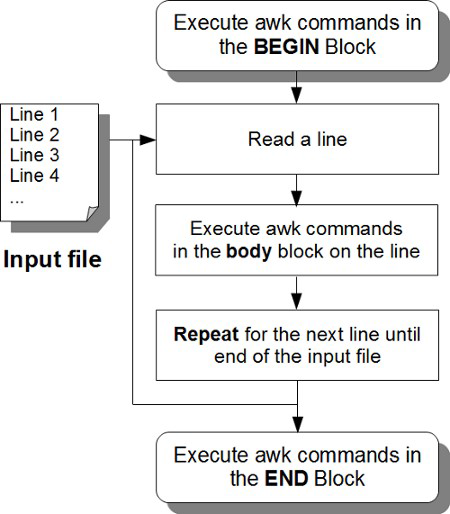 Execute awk commands in
the BEGIN Block
Line 1
Line 2
Line 3
Line 4
...
Input file
Read a line
Execute awk commands
in the body block on the line
Repeat for the next line until
end of the input file
Execute awk commands in
the END Block